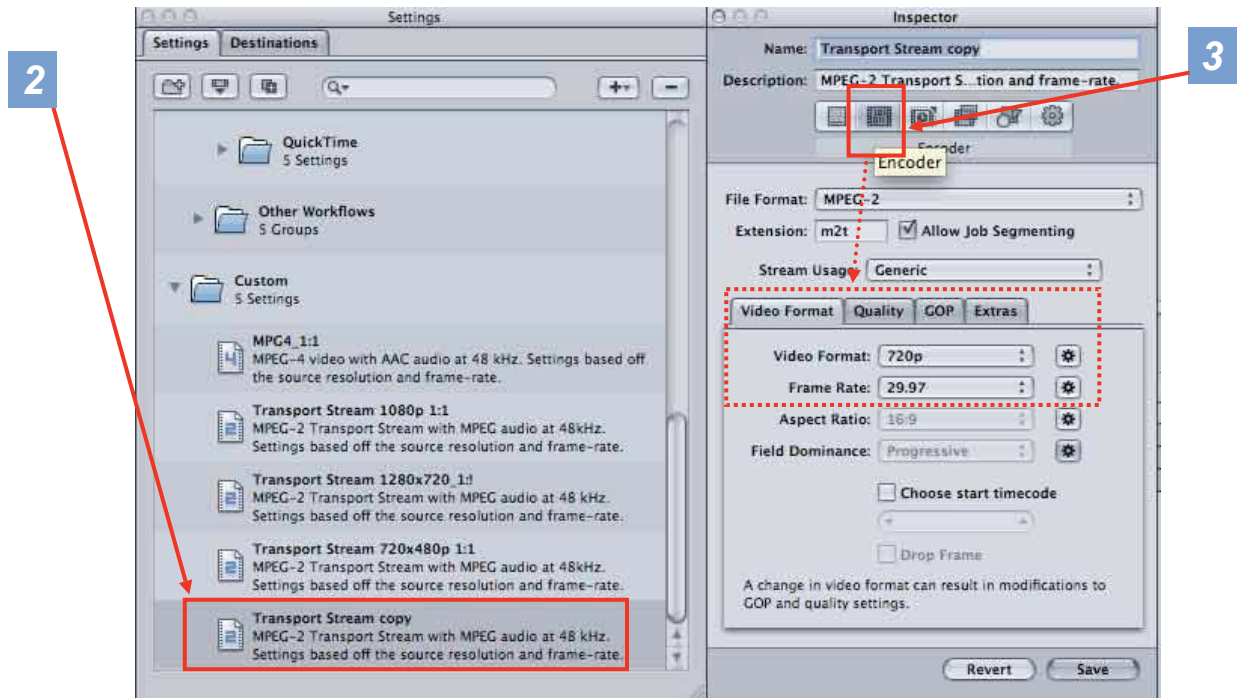 Settings
Settings Destinations
2
QuickTime
5 Settings
Other Workflows
5 Groups
Custom
5 Settings
MPG4_1:1
MPEG-4 video with AAC audio at 48 kHz. Settings based off
the source resolution and frame-rate.
Transport Stream 1080p 1:1
MPEG-2 Transport Stream with MPEG audio at 48kHz.
Settings based off the source resolution and frame-rate.
Transport Stream 1280x720_1:1
MPEG-2 Transport Stream with MPEG audio at 48 kHz.
Settings based off the source resolution and frame-rate.
Transport Stream 720x480p 1:1
MPEG-2 Transport Stream with MPEG audio at 48kHz.
Settings based off the source resolution and frame-rate.
Transport Stream copy
MPEG-2 Transport Stream with MPEG audio at 48 kHz.
Settings based off the source resolution and frame-rate.
Inspector
Name: Transport Stream copy
3
Description: MPEG-2 Transport S...tion and frame-rate.
Encoder
Encoder
File Format: MPEG-2
Extension: m2t Allow Job Segmenting
Stream Usage: Generic
Video Format Quality GOP Extras
Video Format: 720p
Frame Rate: 29.97
Aspect Ratio: 16:9
Field Dominance: Progressive
Choose start timecode
Drop Frame
A change in video format can result in modifications to
GOP and quality settings.
Revert Save